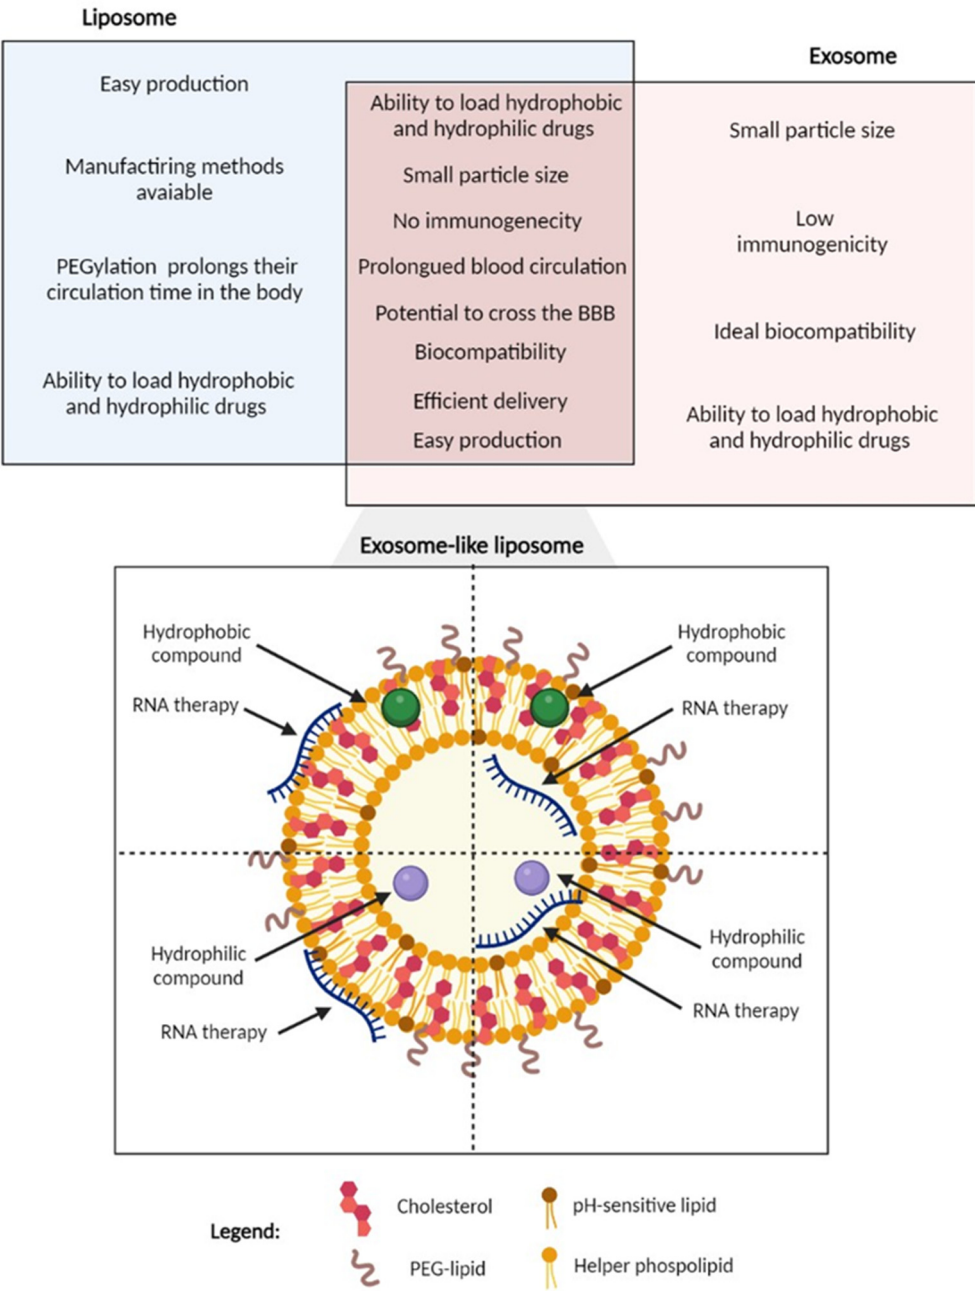 Liposome
Easy production
Manufactiring methods
avaiable
PEGylation prolongs their
circulation time in the body
Ability to load hydrophobic
and hydrophilic drugs
Ability to load hydrophobic
and hydrophilic drugs
Small particle size
No immunogenecity
Prolongued blood circulation
Potential to cross the BBB
Biocompatibility
Efficient delivery
Easy production
Exosome
Small particle size
Low
immunogenicity
Ideal biocompatibility
Ability to load hydrophobic
and hydrophilic drugs
Exosome-like liposome
Hydrophobic
compound
RNA therapy
Hydrophobic
compound
RNA therapy
Hydrophilic
compound
RNA therapy
Hydrophilic
compound
RNA therapy
Legend:
Cholesterol
pH-sensitive lipid
PEG-lipid
Helper phospolipid